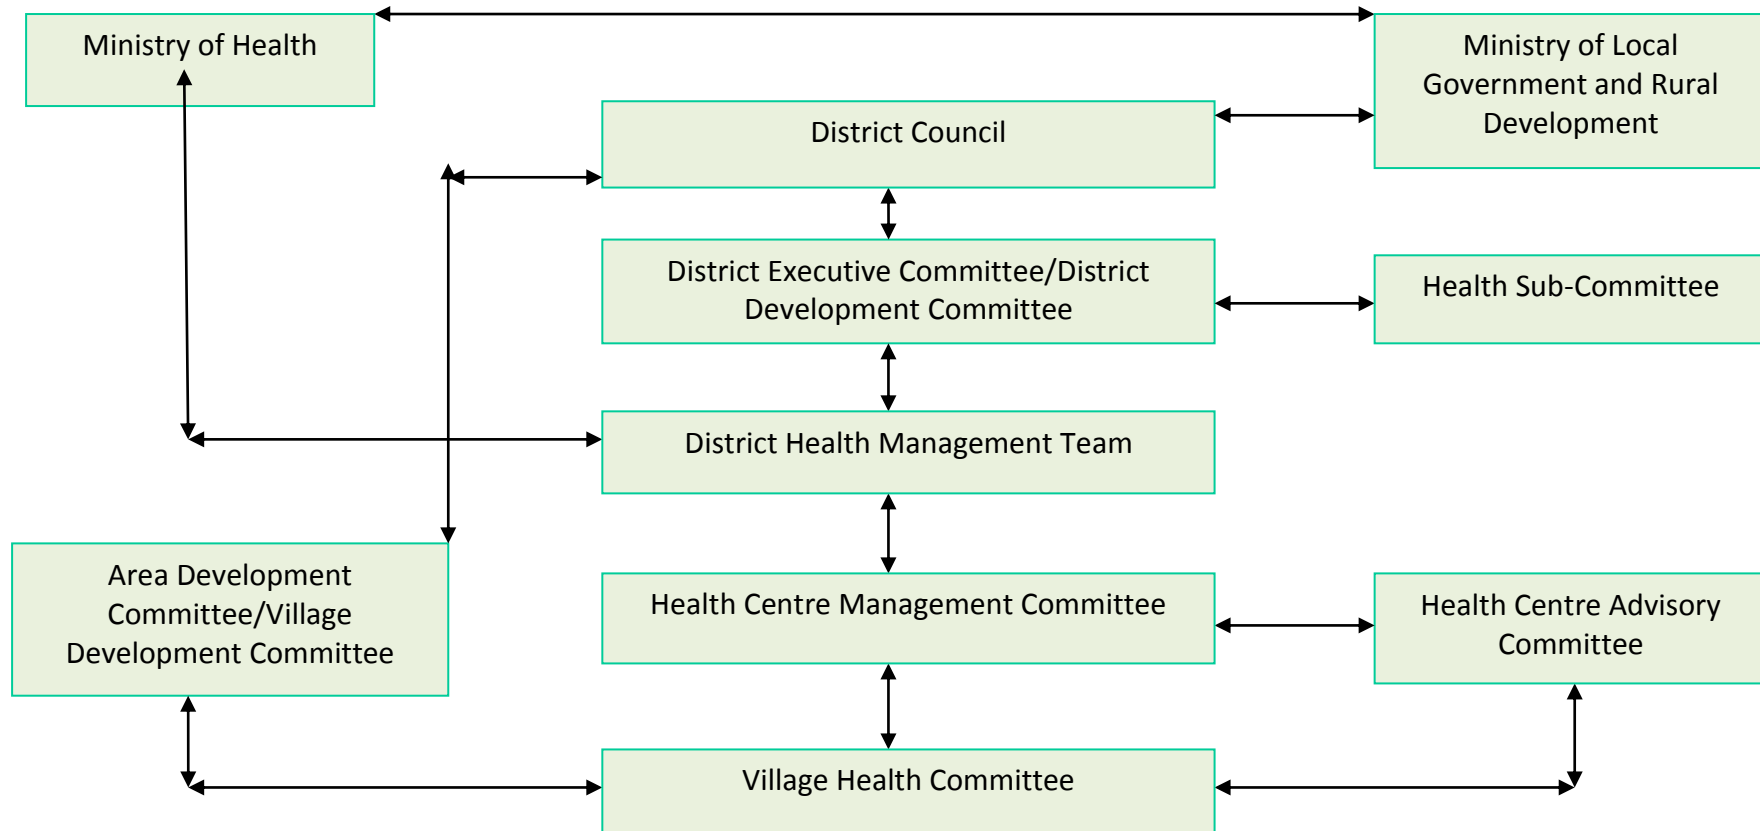 Ministry of Health
Ministry of Local
Government and Rural
Development
District Council
District Executive Committee/District
Development Committee
Health Sub-Committee
District Health Management Team
Area Development
Committee/Village
Development Committee
Health Centre Management Committee
Health Centre Advisory
Committee
Village Health Committee